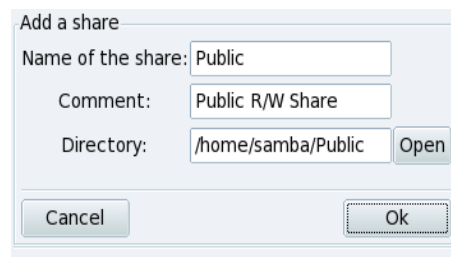 Add a share
Name of the share: Public
Comment: Public R/W Share
Directory: /home/samba/Public Open
Cancel Ok